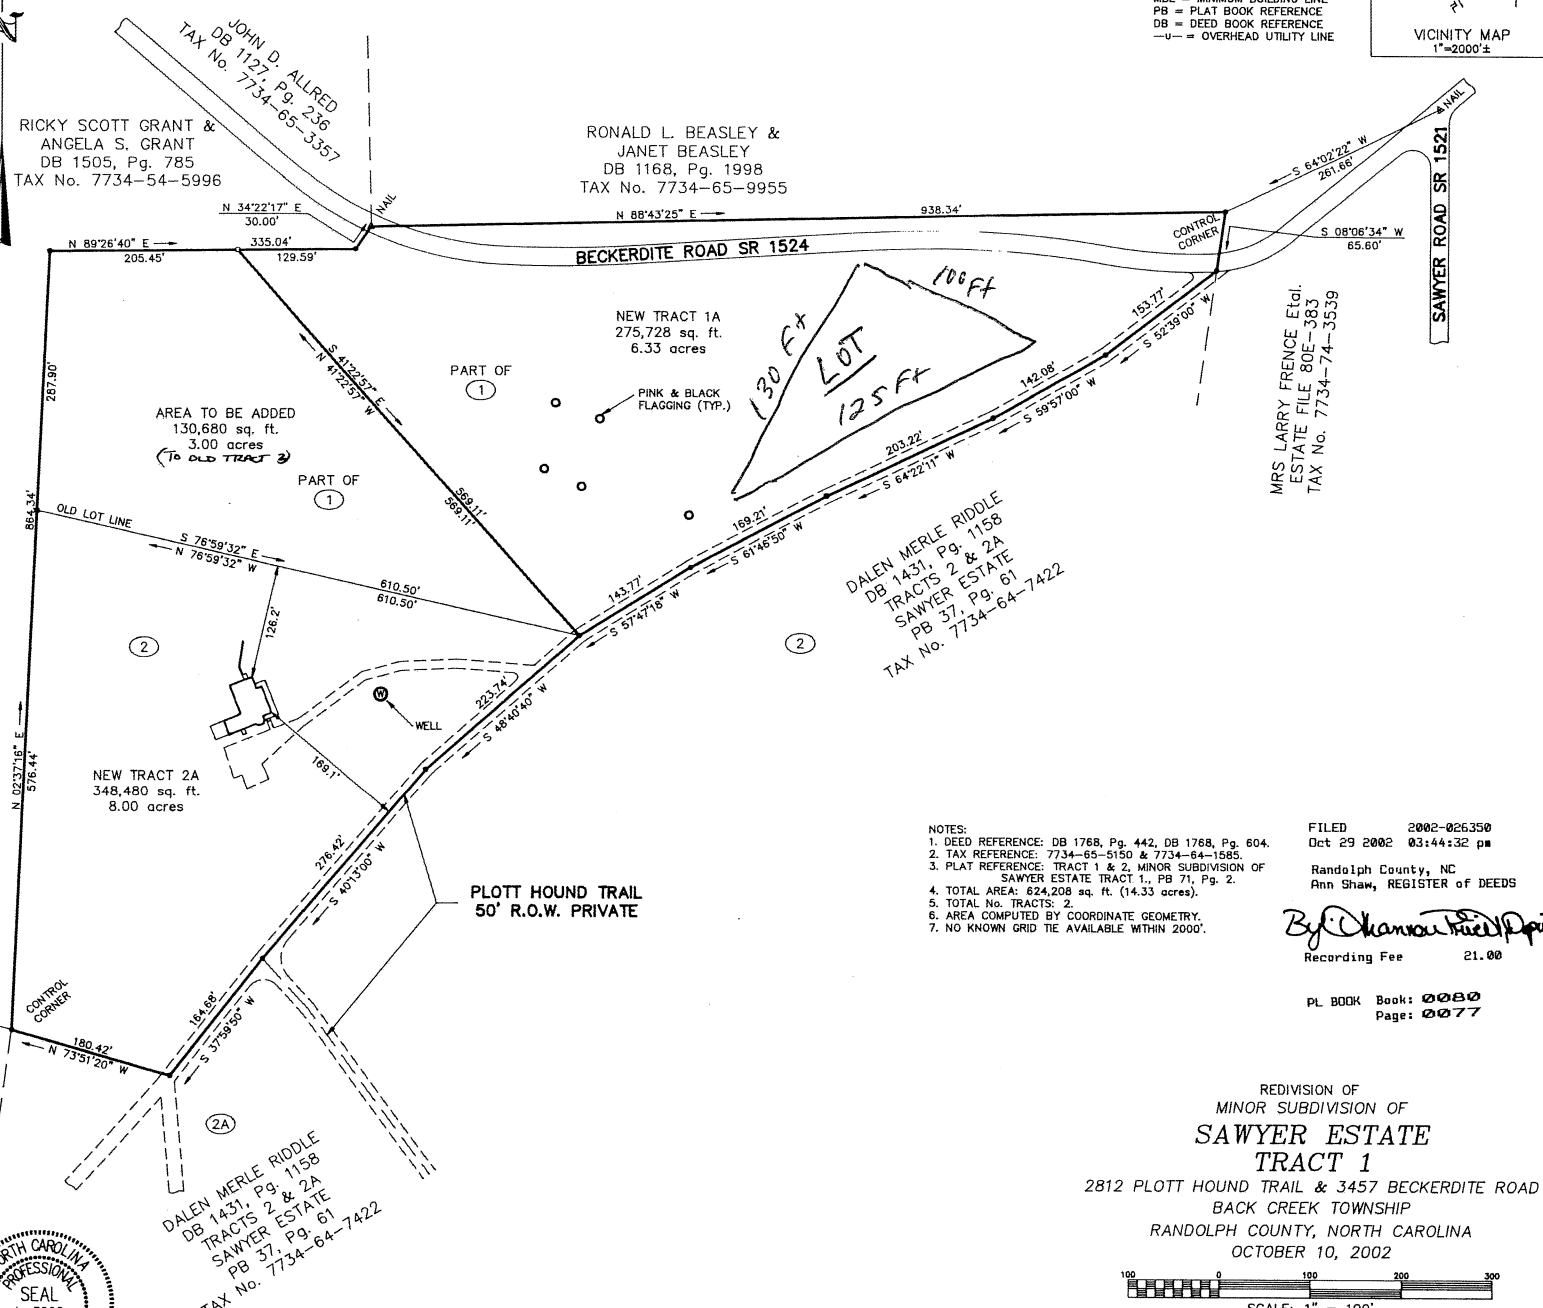 MBL = MINIMUM BUILDING LINE
PB = PLAT BOOK REFERENCE
DB = DEED BOOK REFERENCE
—U— = OVERHEAD UTILITY LINE
VICINITY MAP
1"=2000'±
JOHN D. ALLRED
DB 1127, Pg. 236
TAX No. 7734-65-3357
RICKY SCOTT GRANT &
ANGELA S. GRANT
DB 1505, Pg. 785
TAX No. 7734-54-5996
RONALD L. BEASLEY &
JANET BEASLEY
DB 1168, Pg. 1998
TAX No. 7734-65-9955
NAIL
S 64°02'22" W
261.66'
SAWYER ROAD SR 1521
N 34°22'17" E
30.00'
NAIL
N 88°43'25" E
938.34'
CONTROL
CORNER
S 08°06'34" W
65.60'
N 89°26'40" E
205.45'
335.04'
129.59'
BECKERDITE ROAD SR 1524
MRS LARRY FRENCE Etal.
ESTATE FILE 80E-383
TAX No. 7734-74-3539
NEW TRACT 1A
275,728 sq. ft.
6.33 acres
100 Ft
130 Ft
LOT
125 Ft
153.77'
S 52°39'00" W
142.08'
S 59°57'00" W
203.22'
S 64°22'11" W
169.21'
S 61°46'50" W
143.77'
S 57°47'18" W
S 41°22'57" E
N 41°22'57" W
569.11'
569.11'
287.90'
864.34'
PART OF
1
PINK & BLACK
FLAGGING (TYP.)
AREA TO BE ADDED
130,680 sq. ft.
3.00 acres
(TO OLD TRACT 2)
PART OF
1
OLD LOT LINE
S 76°59'32" E
N 76°59'32" W
610.50'
610.50'
126.2'
2
DALEN MERLE RIDDLE
DB 1431, Pg. 1158
TRACTS 2 & 2A
SAWYER ESTATE
PB 37, Pg. 61
TAX No. 7734-64-7422
2
W
WELL
223.74'
S 48°40'40" W
169.1'
N 02°37'16" E
576.44'
NEW TRACT 2A
348,480 sq. ft.
8.00 acres
276.42'
S 40°13'00" W
PLOTT HOUND TRAIL
50' R.O.W. PRIVATE
NOTES:
1. DEED REFERENCE: DB 1768, Pg. 442, DB 1768, Pg. 604.
2. TAX REFERENCE: 7734-65-5150 & 7734-64-1585.
3. PLAT REFERENCE: TRACT 1 & 2, MINOR SUBDIVISION OF
SAWYER ESTATE TRACT 1., PB 71, Pg. 2.
4. TOTAL AREA: 624,208 sq. ft. (14.33 acres).
5. TOTAL No. TRACTS: 2.
6. AREA COMPUTED BY COORDINATE GEOMETRY.
7. NO KNOWN GRID TIE AVAILABLE WITHIN 2000'.
FILED 2002-026350
Oct 29 2002 03:44:32 pm
Randolph County, NC
Ann Shaw, REGISTER of DEEDS
By:
Recording Fee 21.00
PL BOOK Book: 0080
Page: 0077
CONTROL
CORNER
180.42'
N 73°51'20" W
164.68'
S 37°59'50" W
2A
DALEN MERLE RIDDLE
DB 1431, Pg. 1158
TRACTS 2 & 2A
SAWYER ESTATE
PB 37, Pg. 61
TAX No. 7734-64-7422
REDIVISION OF
MINOR SUBDIVISION OF
SAWYER ESTATE
TRACT 1
2812 PLOTT HOUND TRAIL & 3457 BECKERDITE ROAD
BACK CREEK TOWNSHIP
RANDOLPH COUNTY, NORTH CAROLINA
OCTOBER 10, 2002
100 0 100 200 300
SCALE: 1" = 100'
NORTH CAROLINA
PROFESSIONAL
SEAL